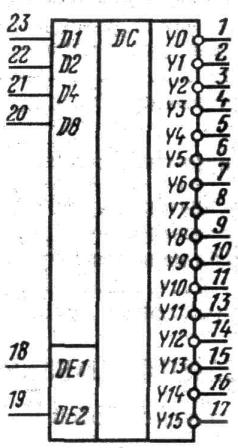 23 D1 DC Y0 1
22 D2 Y1 2
21 D4 Y2 3
20 D8 Y3 4
Y4 5
Y5 6
Y6 7
Y7 8
Y8 9
Y9 10
Y10 11
Y11 13
Y12 14
18 DE1 Y13 15
Y14 16
19 DE2 Y15 17